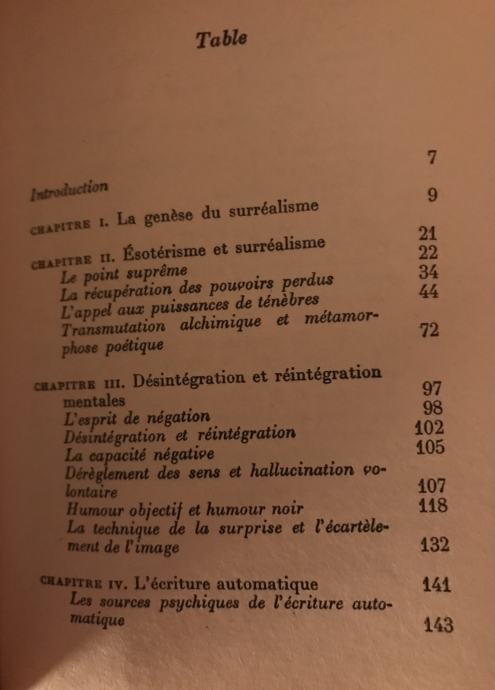 Table
Introduction 7
CHAPITRE I. La genèse du surréalisme 9
CHAPITRE II. Ésotérisme et surréalisme 21
Le point suprême 22
La récupération des pouvoirs perdus 34
L'appel aux puissances de ténèbres 44
Transmutation alchimique et métamor-
phose poétique 72
CHAPITRE III. Désintégration et réintégration
mentales 97
L'esprit de négation 98
Désintégration et réintégration 102
La capacité négative 105
Dérèglement des sens et hallucination vo-
lontaire 107
Humour objectif et humour noir 118
La technique de la surprise et l'écartèle-
ment de l'image 132
CHAPITRE IV. L'écriture automatique 141
Les sources psychiques de l'écriture auto-
matique 143